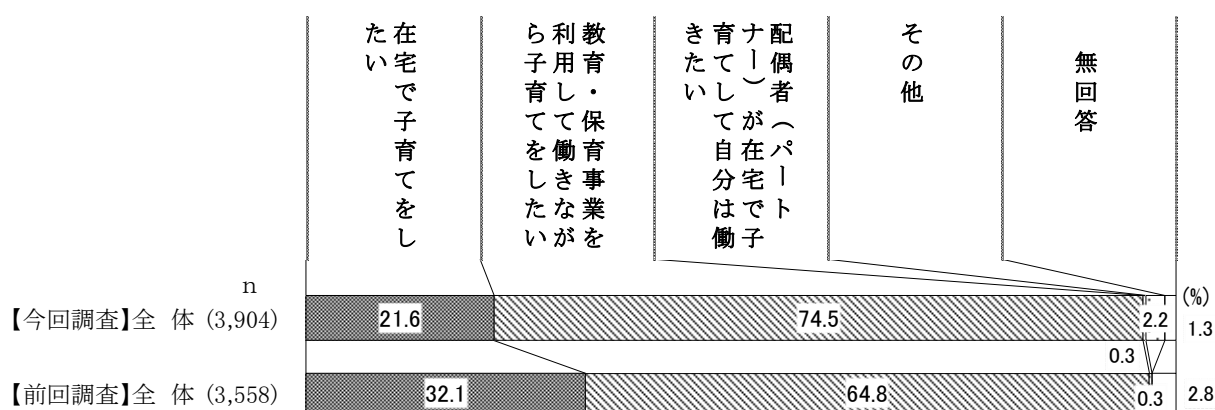 在宅で子育てをし
たい
教育・保育事業を
利用して働きなが
ら子育てをしたい
配偶者（パート
ナー）が在宅で子
育てして自分は働
きたい
その他
無回答
n
(%)
【今回調査】全 体 (3,904)
21.6
74.5
2.2
1.3
0.3
【前回調査】全 体 (3,558)
32.1
64.8
0.3
2.8